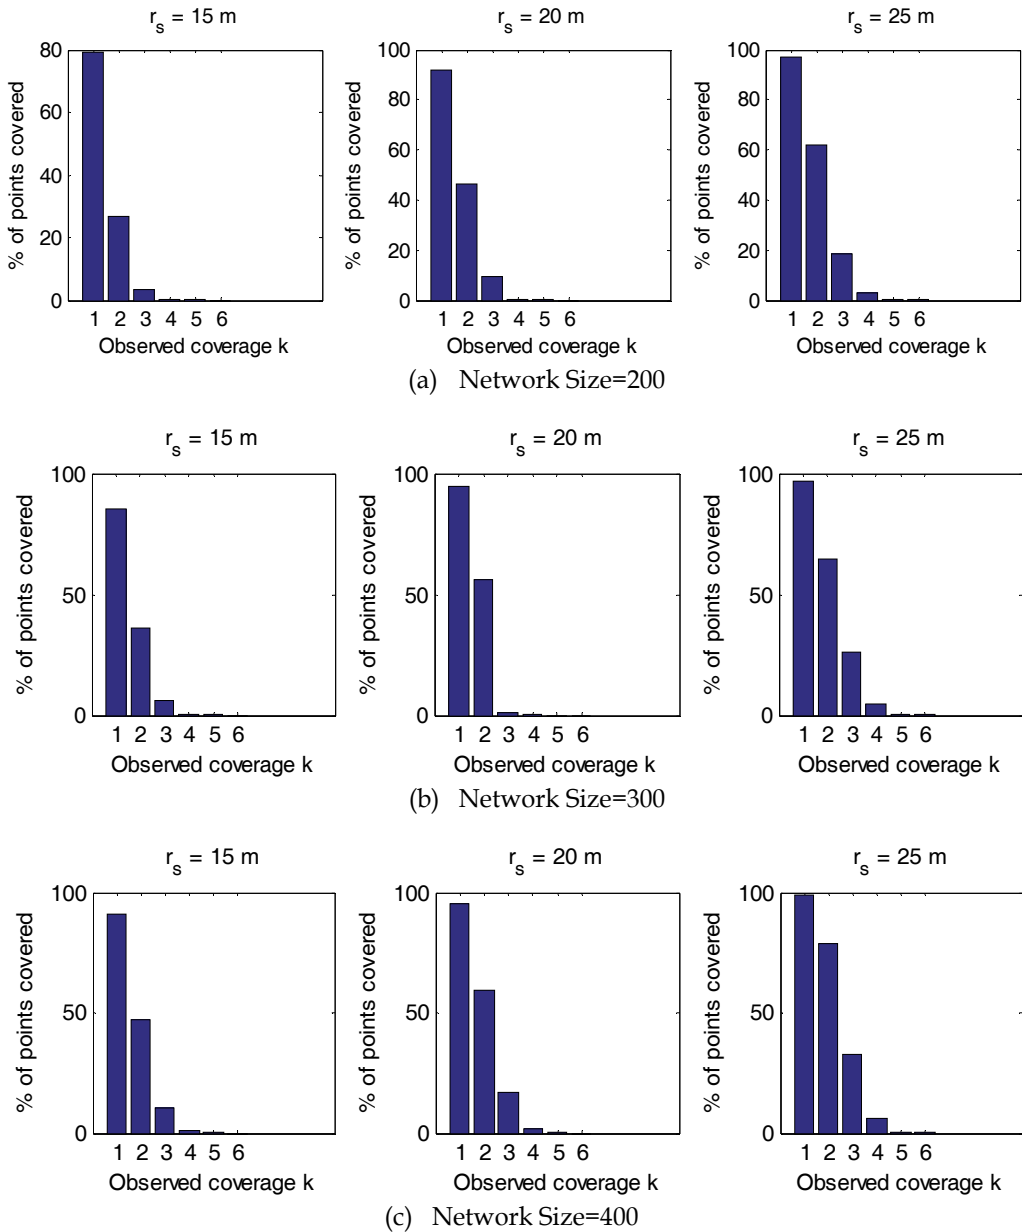 r_s = 15 m
80
60
40
20
0
% of points covered
1 2 3 4 5 6
Observed coverage k
r_s = 20 m
100
80
60
40
20
0
% of points covered
1 2 3 4 5 6
Observed coverage k
r_s = 25 m
100
80
60
40
20
0
% of points covered
1 2 3 4 5 6
Observed coverage k
(a) Network Size=200
r_s = 15 m
100
50
0
% of points covered
1 2 3 4 5 6
Observed coverage k
r_s = 20 m
100
50
0
% of points covered
1 2 3 4 5 6
Observed coverage k
r_s = 25 m
100
50
0
% of points covered
1 2 3 4 5 6
Observed coverage k
(b) Network Size=300
r_s = 15 m
100
50
0
% of points covered
1 2 3 4 5 6
Observed coverage k
r_s = 20 m
100
50
0
% of points covered
1 2 3 4 5 6
Observed coverage k
r_s = 25 m
100
50
0
% of points covered
1 2 3 4 5 6
Observed coverage k
(c) Network Size=400